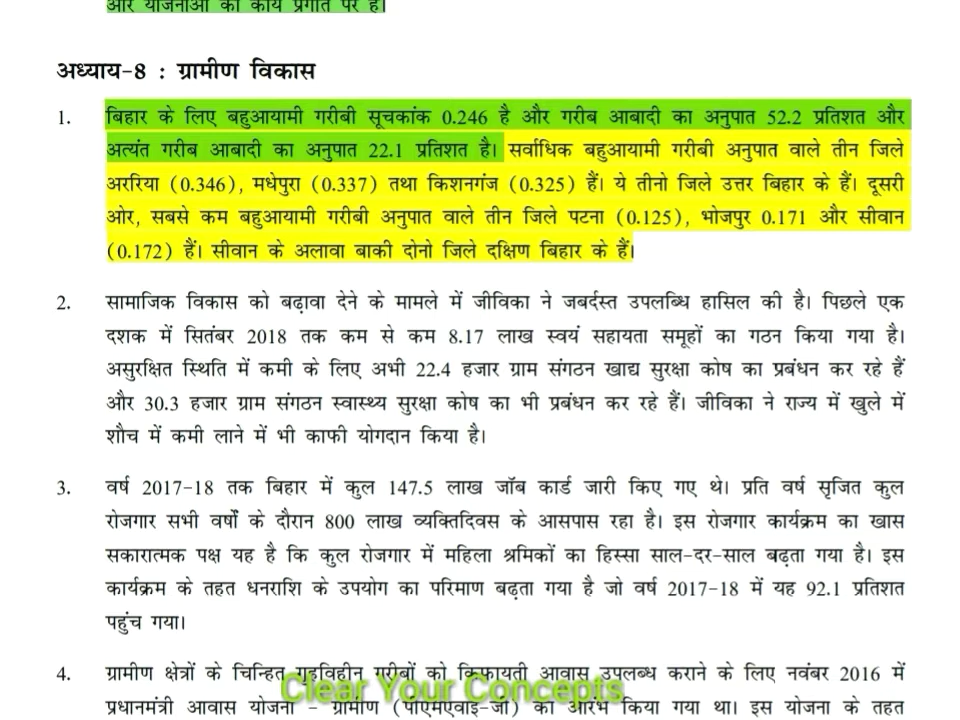 और योजनाओं की कार्य प्रगति पर है।
अध्याय-8 : ग्रामीण विकास
1. बिहार के लिए बहुआयामी गरीबी सूचकांक 0.246 है और गरीब आबादी का अनुपात 52.2 प्रतिशत और
अत्यंत गरीब आबादी का अनुपात 22.1 प्रतिशत है। सर्वाधिक बहुआयामी गरीबी अनुपात वाले तीन जिले
अररिया (0.346), मधेपुरा (0.337) तथा किशनगंज (0.325) हैं। ये तीनो जिले उत्तर बिहार के हैं। दूसरी
ओर, सबसे कम बहुआयामी गरीबी अनुपात वाले तीन जिले पटना (0.125), भोजपुर 0.171 और सीवान
(0.172) हैं। सीवान के अलावा बाकी दोनो जिले दक्षिण बिहार के हैं।
2. सामाजिक विकास को बढ़ावा देने के मामले में जीविका ने जबर्दस्त उपलब्धि हासिल की है। पिछले एक
दशक में सितंबर 2018 तक कम से कम 8.17 लाख स्वयं सहायता समूहों का गठन किया गया है।
असुरक्षित स्थिति में कमी के लिए अभी 22.4 हजार ग्राम संगठन खाद्य सुरक्षा कोष का प्रबंधन कर रहे हैं
और 30.3 हजार ग्राम संगठन स्वास्थ्य सुरक्षा कोष का भी प्रबंधन कर रहे हैं। जीविका ने राज्य में खुले में
शौच में कमी लाने में भी काफी योगदान किया है।
3. वर्ष 2017-18 तक बिहार में कुल 147.5 लाख जॉब कार्ड जारी किए गए थे। प्रति वर्ष सृजित कुल
रोजगार सभी वर्षों के दौरान 800 लाख व्यक्तिदिवस के आसपास रहा है। इस रोजगार कार्यक्रम का खास
सकारात्मक पक्ष यह है कि कुल रोजगार में महिला श्रमिकों का हिस्सा साल-दर-साल बढ़ता गया है। इस
कार्यक्रम के तहत धनराशि के उपयोग का परिमाण बढ़ता गया है जो वर्ष 2017-18 में यह 92.1 प्रतिशत
पहुंच गया।
4. ग्रामीण क्षेत्रों के चिन्हित गृहविहीन गरीबों को किफायती आवास उपलब्ध कराने के लिए नवंबर 2016 में
Clear Your Concepts
प्रधानमंत्री आवास योजना - ग्रामीण (पीएमएवाई-जी) को आरंभ किया गया था। इस योजना के तहत